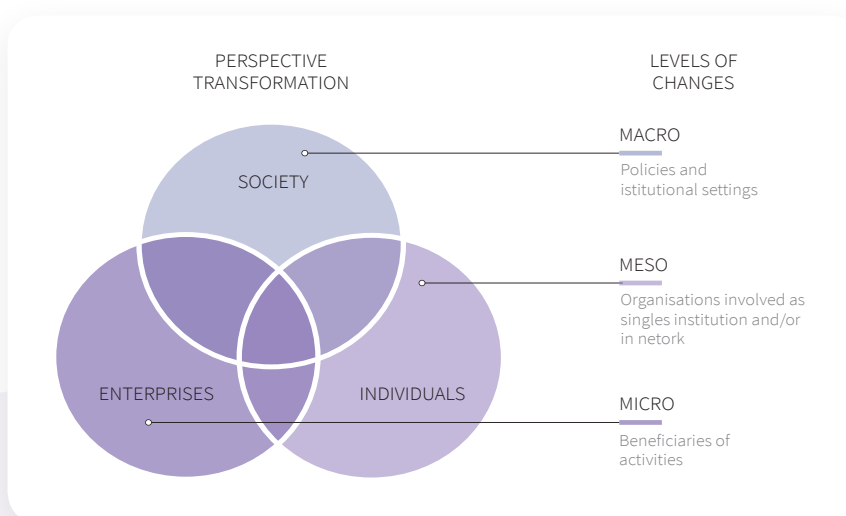 PERSPECTIVE
TRANSFORMATION
LEVELS OF
CHANGES
SOCIETY
ENTERPRISES
INDIVIDUALS
MACRO
Policies and
istitutional settings
MESO
Organisations involved as
singles institution and/or
in netork
MICRO
Beneficiaries of
activities